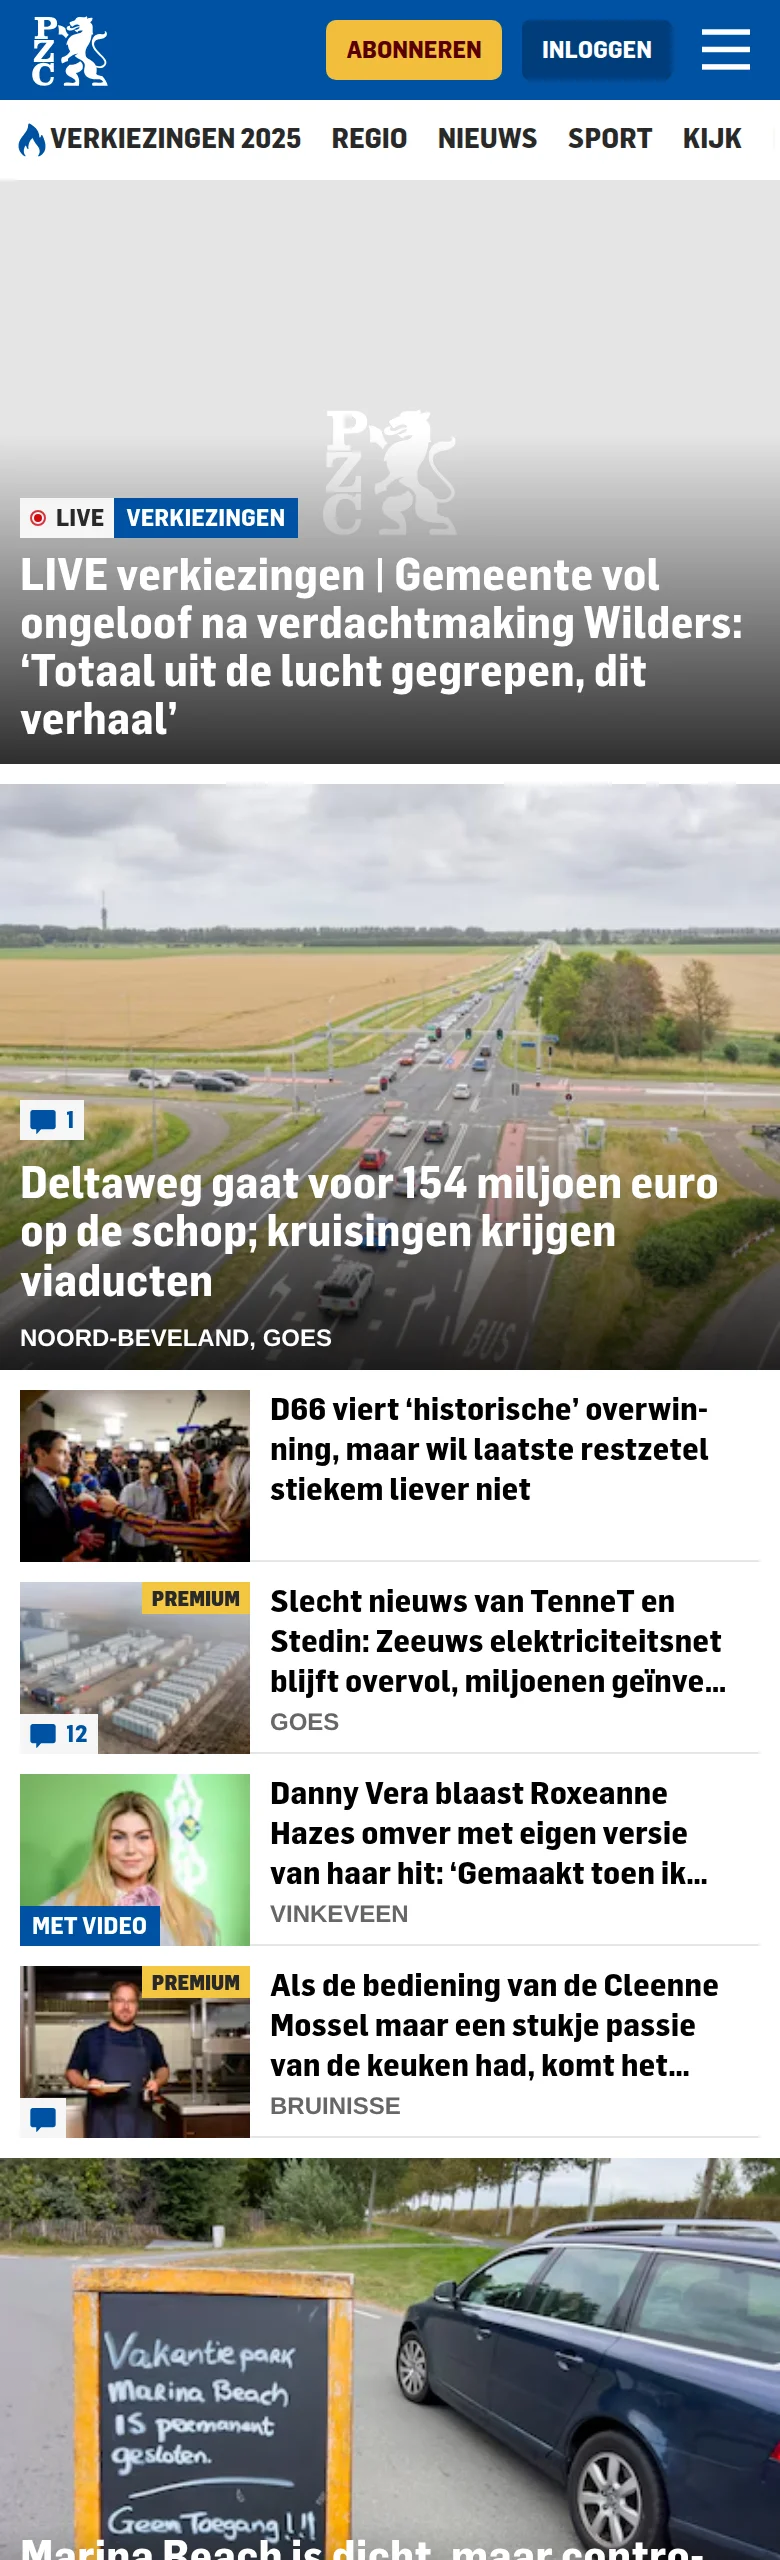 PZC
ABONNEREN
INLOGGEN
VERKIEZINGEN 2025
REGIO
NIEUWS
SPORT
KIJK
PZC
LIVE
VERKIEZINGEN
LIVE verkiezingen | Gemeente vol
ongeloof na verdachtmaking Wilders:
‘Totaal uit de lucht gegrepen, dit
verhaal’
1
Deltaweg gaat voor 154 miljoen euro
op de schop; kruisingen krijgen
viaducten
BUS
NOORD-BEVELAND, GOES
D66 viert ‘historische’ overwin-
ning, maar wil laatste restzetel
stiekem liever niet
PREMIUM
12
Slecht nieuws van TenneT en
Stedin: Zeeuws elektriciteitsnet
blijft overvol, miljoenen geïnve...
GOES
MET VIDEO
Danny Vera blaast Roxeanne
Hazes omver met eigen versie
van haar hit: ‘Gemaakt toen ik...
VINKEVEEN
PREMIUM
Als de bediening van de Cleenne
Mossel maar een stukje passie
van de keuken had, komt het...
BRUINISSE
Vakantiepark
Marina Beach
IS permanent
gesloten.
Geen Toegang!!!
Marina Beach is dicht, maar contro-